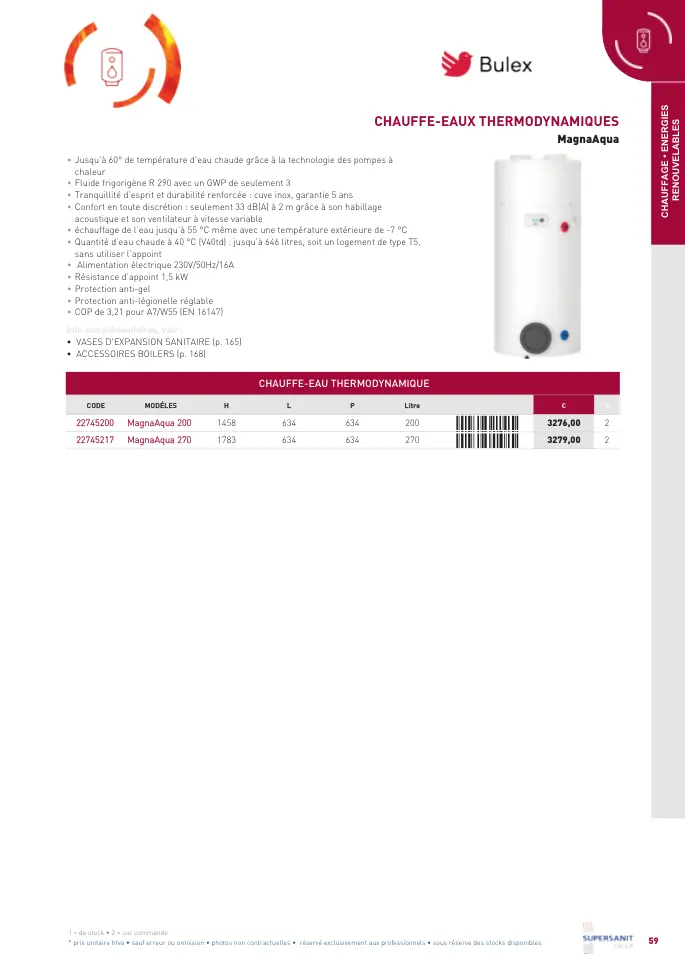 Bulex
CHAUFFAGE • ENERGIES
RENOUVELABLES
CHAUFFE-EAUX THERMODYNAMIQUES
MagnaAqua
• Jusqu'à 60° de température d'eau chaude grâce à la technologie des pompes à
chaleur
• Fluide frigorigène R 290 avec un GWP de seulement 3
• Tranquillité d'esprit et durabilité renforcée : cuve inox, garantie 5 ans
• Confort en toute discrétion : seulement 33 dB(A) à 2 m grâce à son habillage
acoustique et son ventilateur à vitesse variable
• échauffage de l'eau jusqu'à 55 °C même avec une température extérieure de -7 °C
• Quantité d'eau chaude à 40 °C (V40td) : jusqu'à 646 litres, soit un logement de type T5,
sans utiliser l'appoint
• Alimentation électrique 230V/50Hz/16A
• Résistance d'appoint 1,5 kW
• Protection anti-gel
• Protection anti-légionelle réglable
• COP de 3,21 pour A7/W55 (EN 16147)
Info complémentaires, voir :
• VASES D'EXPANSION SANITAIRE (p. 165)
• ACCESSOIRES BOILERS (p. 168)
CHAUFFE-EAU THERMODYNAMIQUE
CODE MODÈLES H L P Litre €
22745200 MagnaAqua 200 1458 634 634 200 3276,00 2
22745217 MagnaAqua 270 1783 634 634 270 3279,00 2
1 = de stock • 2 = sur commande
* prix unitaire htva • sauf erreur ou omission • photos non contractuelles • réservé exclusivement aux professionnels • sous réserve des stocks disponibles
SUPERSANIT
GROUP
59